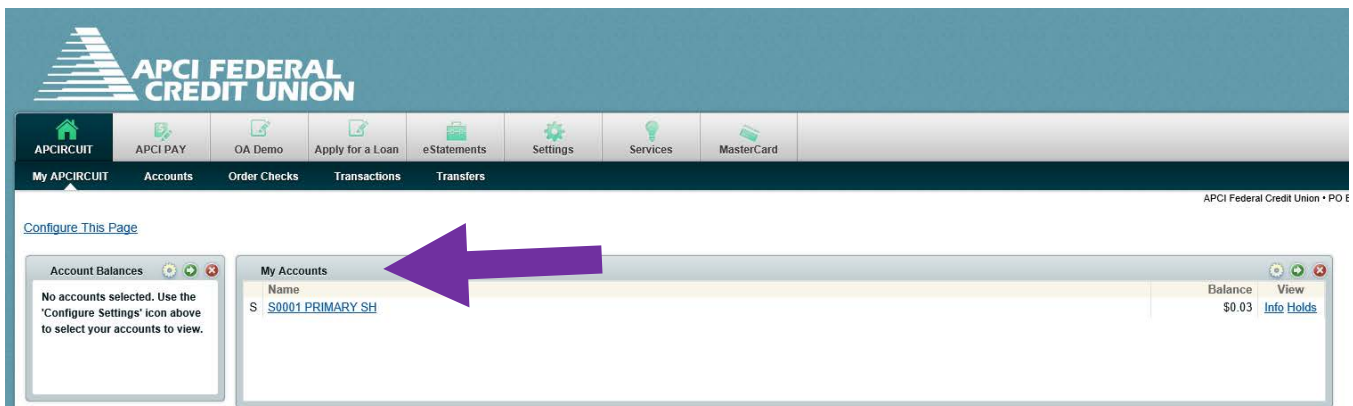 APCI FEDERAL
CREDIT UNION
APCIRCUIT APCI PAY OA Demo Apply for a Loan eStatements Settings Services MasterCard
My APCIRCUIT Accounts Order Checks Transactions Transfers
APCI Federal Credit Union • PO
Configure This Page
Account Balances
No accounts selected. Use the
'Configure Settings' icon above
to select your accounts to view.
My Accounts
Name Balance View
S S0001 PRIMARY SH $0.03 Info Holds